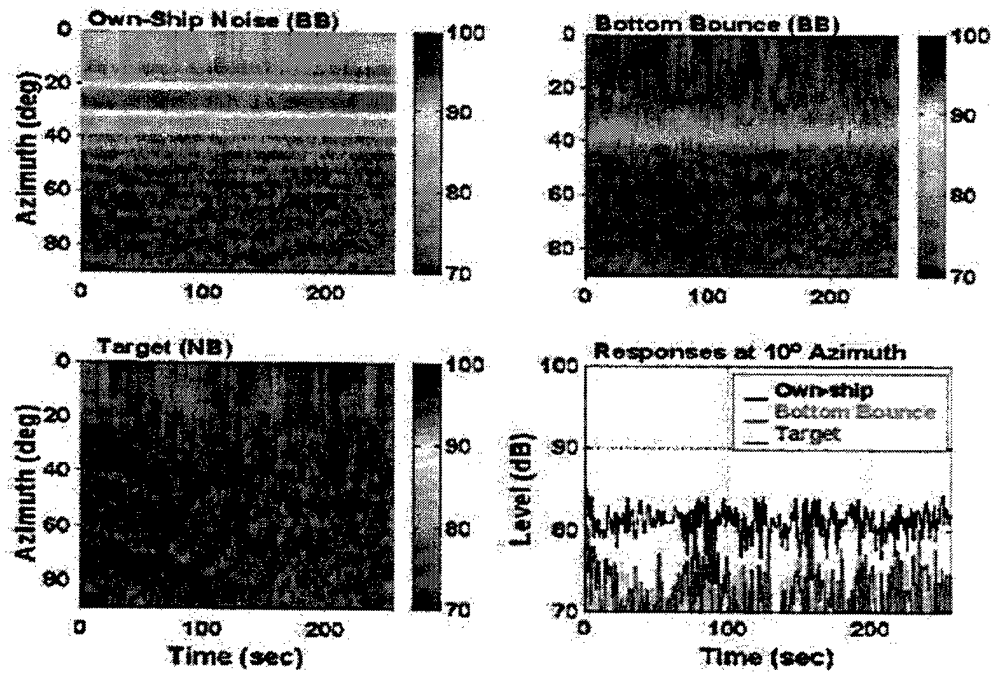 Own-Ship Noise (BB)
0
20
40
60
80
Azimuth (deg)
0 100 200
100
90
80
70
Bottom Bounce (BB)
0
20
40
60
80
0 100 200
100
90
80
70
Target (NB)
0
20
40
60
80
Azimuth (deg)
0 100 200
Time (sec)
100
90
80
70
Responses at 10º Azimuth
100
90
80
70
Level (dB)
Own-ship
Bottom Bounce
Target
0 100 200
Time (sec)